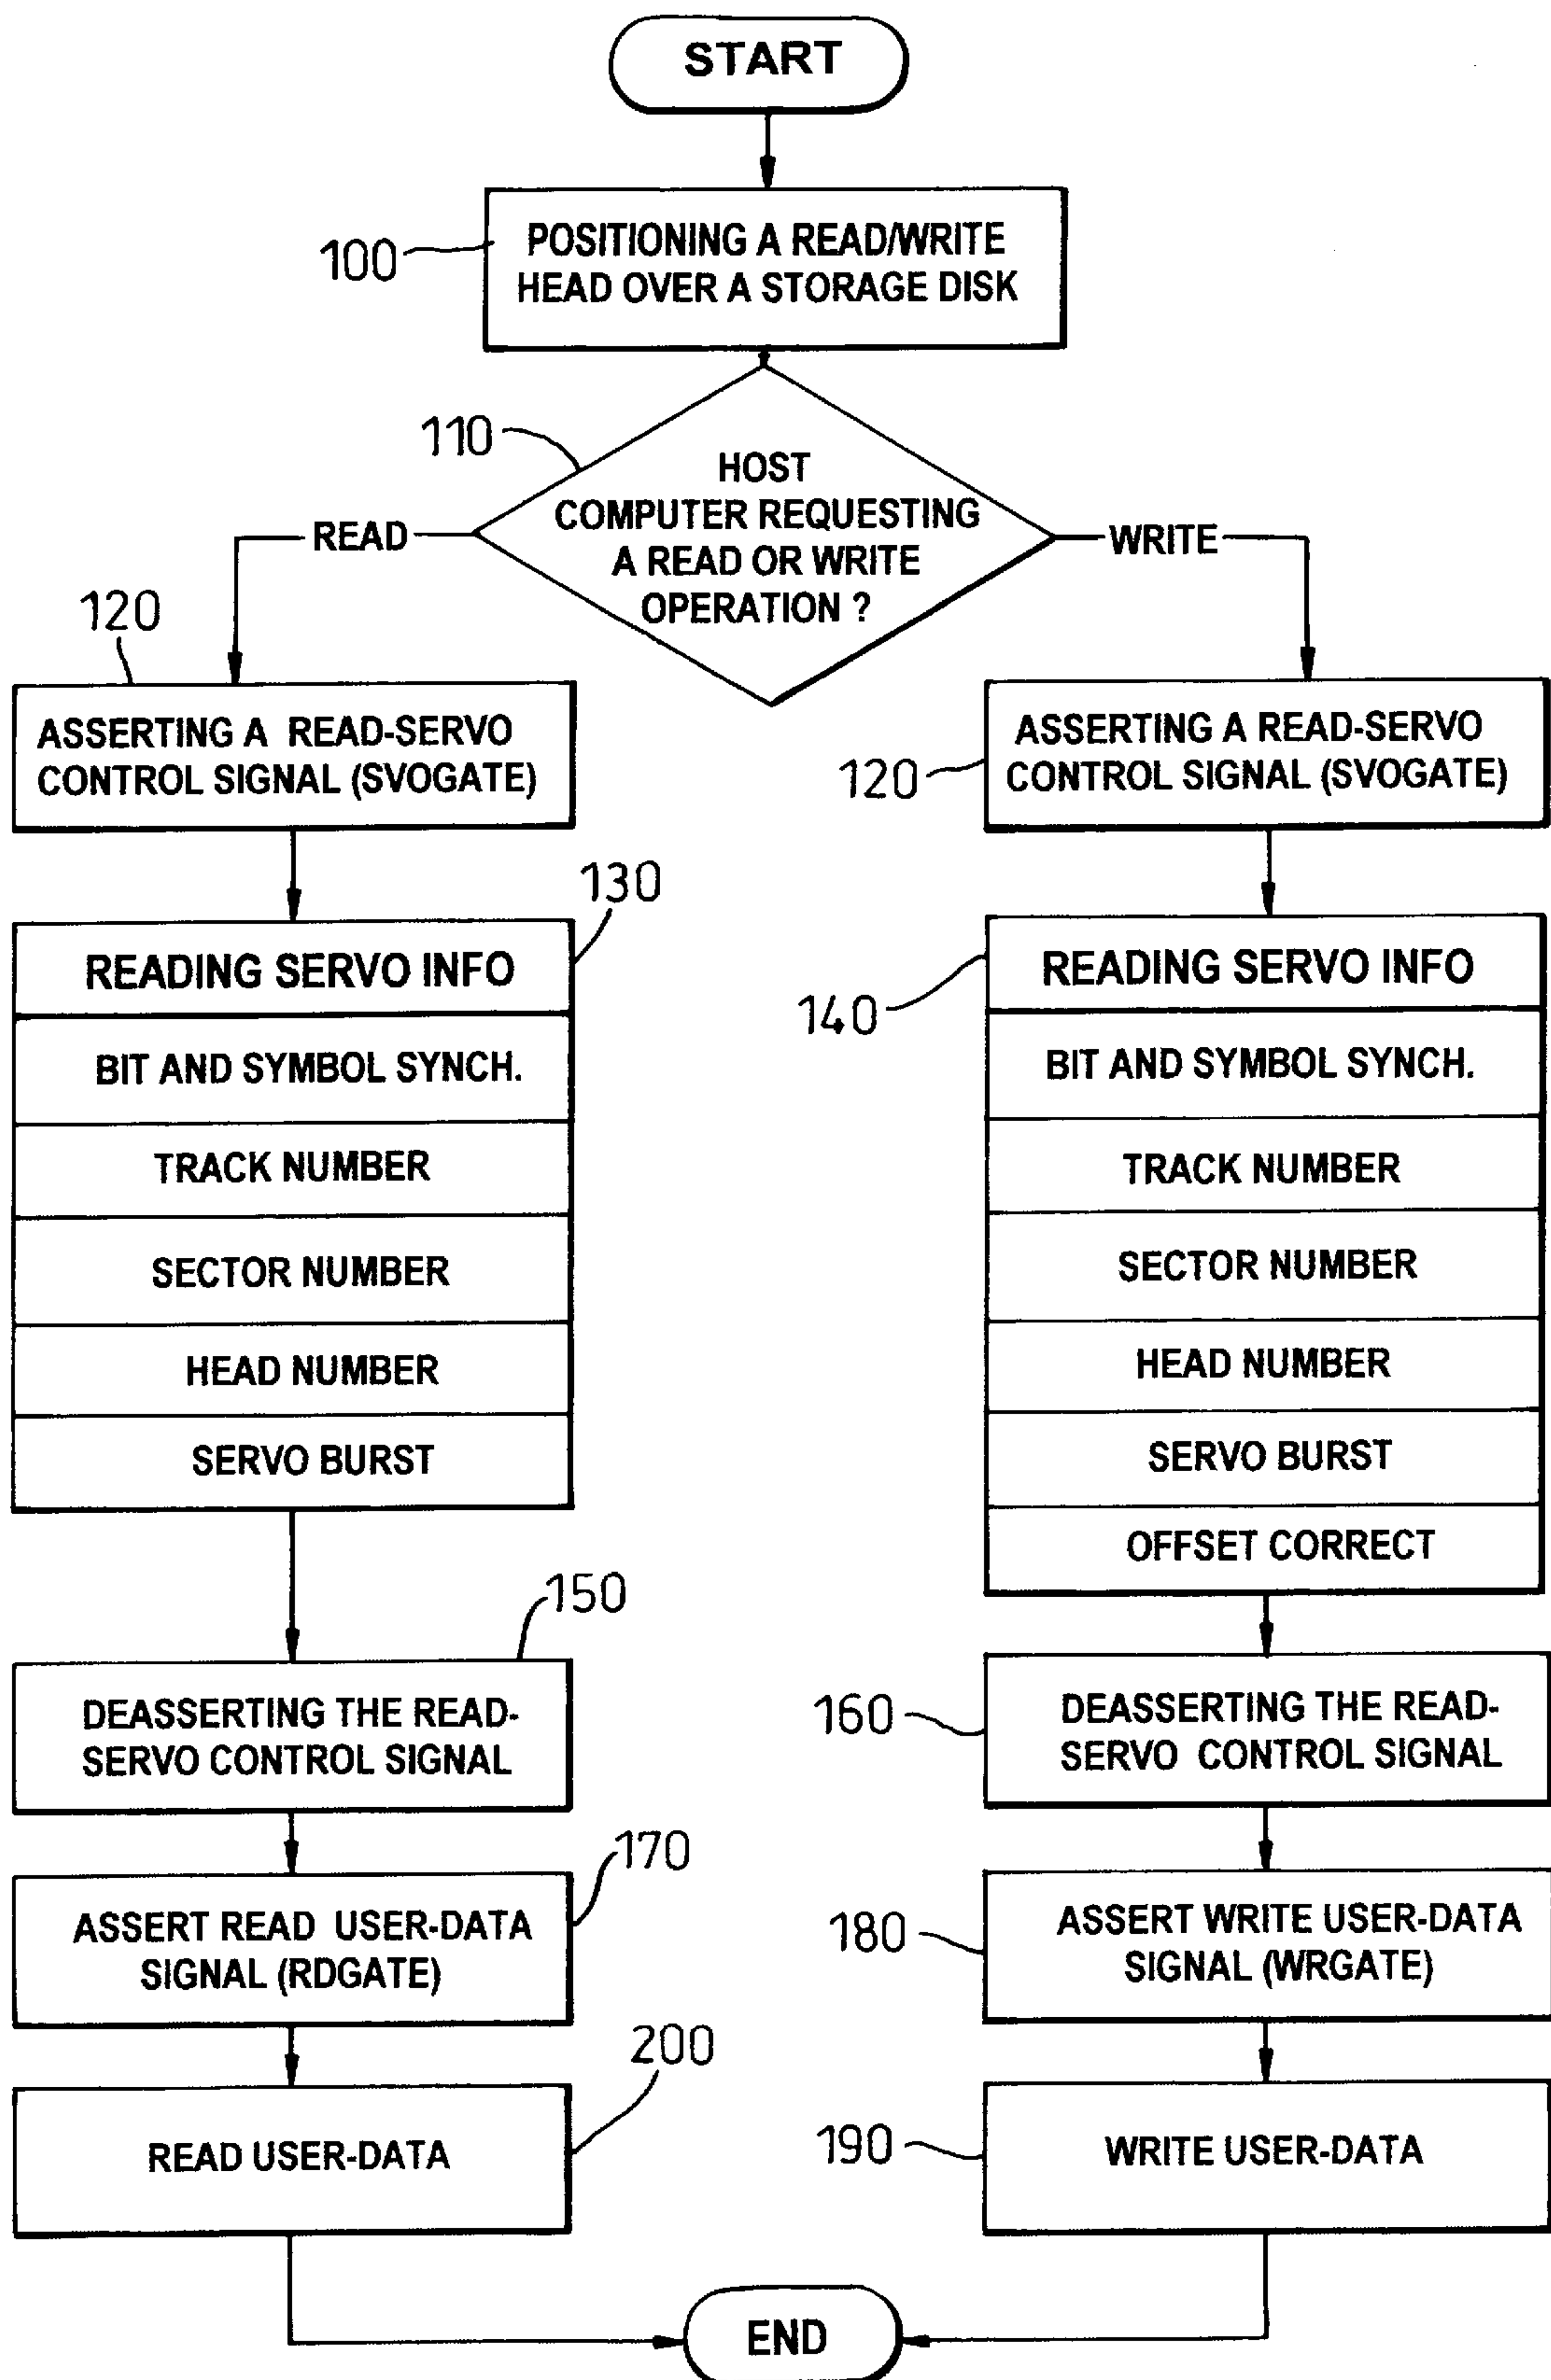 START
100
POSITIONING A READ/WRITE
HEAD OVER A STORAGE DISK
110
HOST
COMPUTER REQUESTING
A READ OR WRITE
OPERATION ?
READ
WRITE
120
ASSERTING A READ-SERVO
CONTROL SIGNAL (SVOGATE)
130
READING SERVO INFO
BIT AND SYMBOL SYNCH.
TRACK NUMBER
SECTOR NUMBER
HEAD NUMBER
SERVO BURST
150
DEASSERTING THE READ-
SERVO CONTROL SIGNAL
170
ASSERT READ USER-DATA
SIGNAL (RDGATE)
200
READ USER-DATA
120
ASSERTING A READ-SERVO
CONTROL SIGNAL (SVOGATE)
140
READING SERVO INFO
BIT AND SYMBOL SYNCH.
TRACK NUMBER
SECTOR NUMBER
HEAD NUMBER
SERVO BURST
OFFSET CORRECT
160
DEASSERTING THE READ-
SERVO CONTROL SIGNAL
180
ASSERT WRITE USER-DATA
SIGNAL (WRGATE)
190
WRITE USER-DATA
END